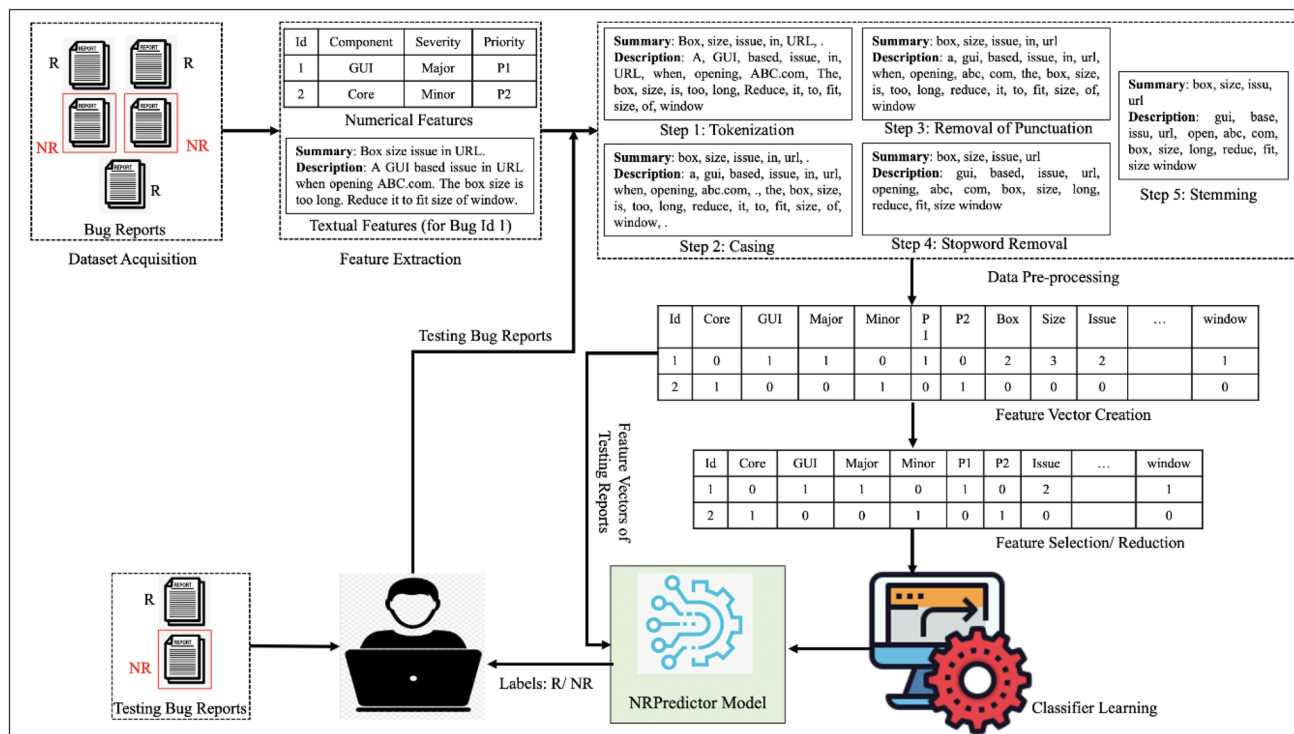 REPORT
REPORT
R
R
REPORT
REPORT
NR
NR
REPORT
R
Bug Reports
Dataset Acquisition
Id Component Severity Priority
1 GUI Major P1
2 Core Minor P2
Numerical Features
Summary: Box size issue in URL.
Description: A GUI based issue in URL
when opening ABC.com. The box size is
too long. Reduce it to fit size of window.
Textual Features (for Bug Id 1)
Feature Extraction
Summary: Box, size, issue, in, URL, .
Description: A, GUI, based, issue, in,
URL, when, opening, ABC.com, The,
box, size, is, too, long, Reduce, it, to, fit,
size, of, window
Step 1: Tokenization
Summary: box, size, issue, in, url, .
Description: a, gui, based, issue, in, url,
when, opening, abc.com, ., the, box, size,
is, too, long, reduce, it, to, fit, size, of,
window, .
Step 2: Casing
Summary: box, size, issue, in, url
Description: a, gui, based, issue, in, url,
when, opening, abc, com, the, box, size,
is, too, long, reduce, it, to, fit, size, of,
window
Step 3: Removal of Punctuation
Summary: box, size, issue, url
Description: gui, based, issue, url,
opening, abc, com, box, size, long,
reduce, fit, size window
Step 4: Stopword Removal
Summary: box, size, issu,
url
Description: gui, base,
issu, url, open, abc, com,
box, size, long, reduc, fit,
size window
Step 5: Stemming
Data Pre-processing
Id Core GUI Major Minor P
1 P2 Box Size Issue ... window
1 0 1 1 0 1 0 2 3 2 1
2 1 0 0 1 0 1 0 0 0 0
Feature Vector Creation
Testing Bug Reports
Feature Vectors of
Testing Reports
Id Core GUI Major Minor P1 P2 Issue ... window
1 0 1 1 0 1 0 2 1
2 1 0 0 1 0 1 0 0
Feature Selection/ Reduction
REPORT
R
REPORT
NR
Testing Bug Reports
Labels: R/ NR
NRPredictor Model
Classifier Learning